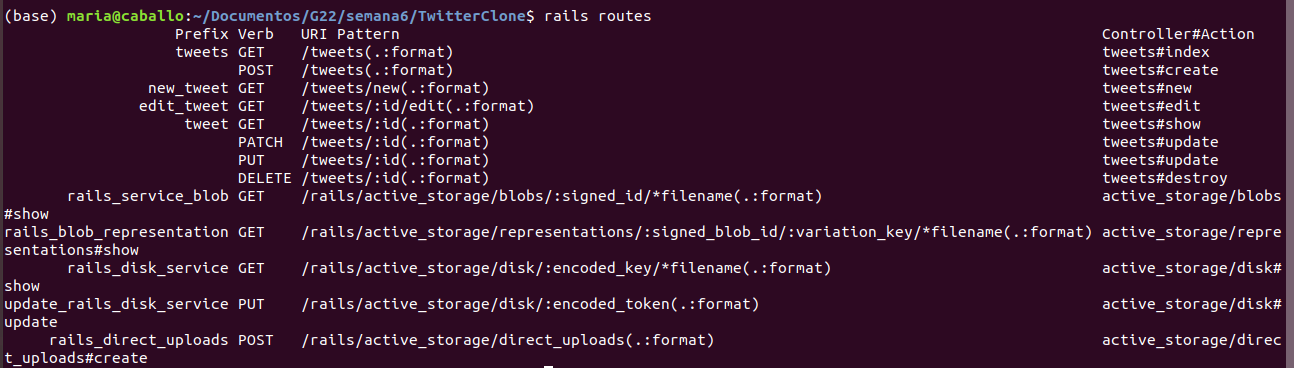 (base) maria@caballo:~/Documentos/G22/semana6/TwitterClone$ rails routes
                   Prefix Verb   URI Pattern                                                                              Controller#Action
                   tweets GET    /tweets(.:format)                                                                        tweets#index
                          POST   /tweets(.:format)                                                                        tweets#create
                new_tweet GET    /tweets/new(.:format)                                                                    tweets#new
               edit_tweet GET    /tweets/:id/edit(.:format)                                                               tweets#edit
                    tweet GET    /tweets/:id(.:format)                                                                    tweets#show
                          PATCH  /tweets/:id(.:format)                                                                    tweets#update
                          PUT    /tweets/:id(.:format)                                                                    tweets#update
                          DELETE /tweets/:id(.:format)                                                                    tweets#destroy
       rails_service_blob GET    /rails/active_storage/blobs/:signed_id/*filename(.:format)                               active_storage/blobs
#show
rails_blob_representation GET    /rails/active_storage/representations/:signed_blob_id/:variation_key/*filename(.:format) active_storage/repre
sentations#show
       rails_disk_service GET    /rails/active_storage/disk/:encoded_key/*filename(.:format)                              active_storage/disk#
show
update_rails_disk_service PUT    /rails/active_storage/disk/:encoded_token(.:format)                                      active_storage/disk#
update
     rails_direct_uploads POST   /rails/active_storage/direct_uploads(.:format)                                           active_storage/direc
t_uploads#create